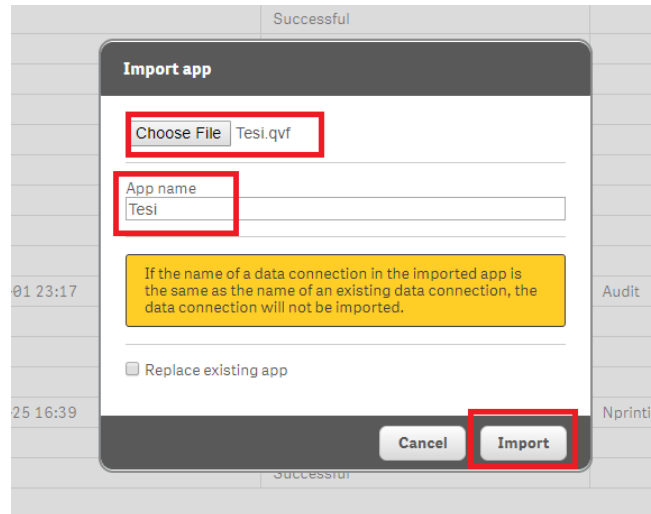 Successful
Import app
Choose File Tesi.qvf
App name
Tesi
If the name of a data connection in the imported app is
the same as the name of an existing data connection, the
data connection will not be imported.
01 23:17
Audit
Replace existing app
25 16:39
Nprinti
Cancel Import
Successful